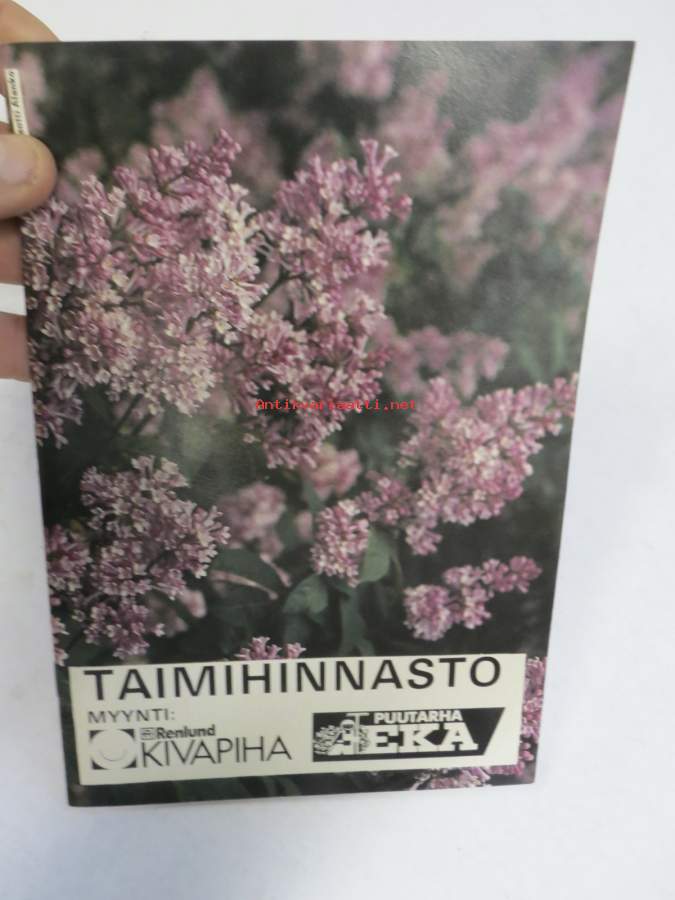 Antikvariaatti.net
TAIMIHINNASTO
MYYNTI:
Renlund
KIVAPIHA
PUUTARHA
EKA